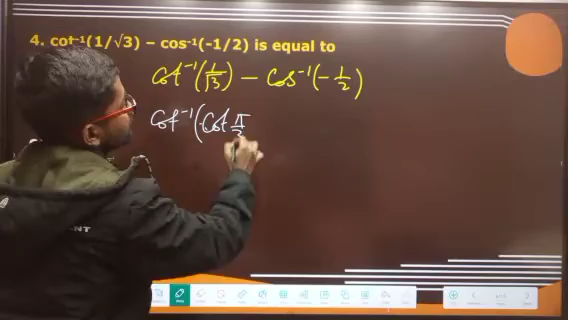 4. cot⁻¹(1/√3) – cos⁻¹(-1/2) is equal to
cot⁻¹(1/√3) – cos⁻¹(-1/2)
cot⁻¹(cot π/3